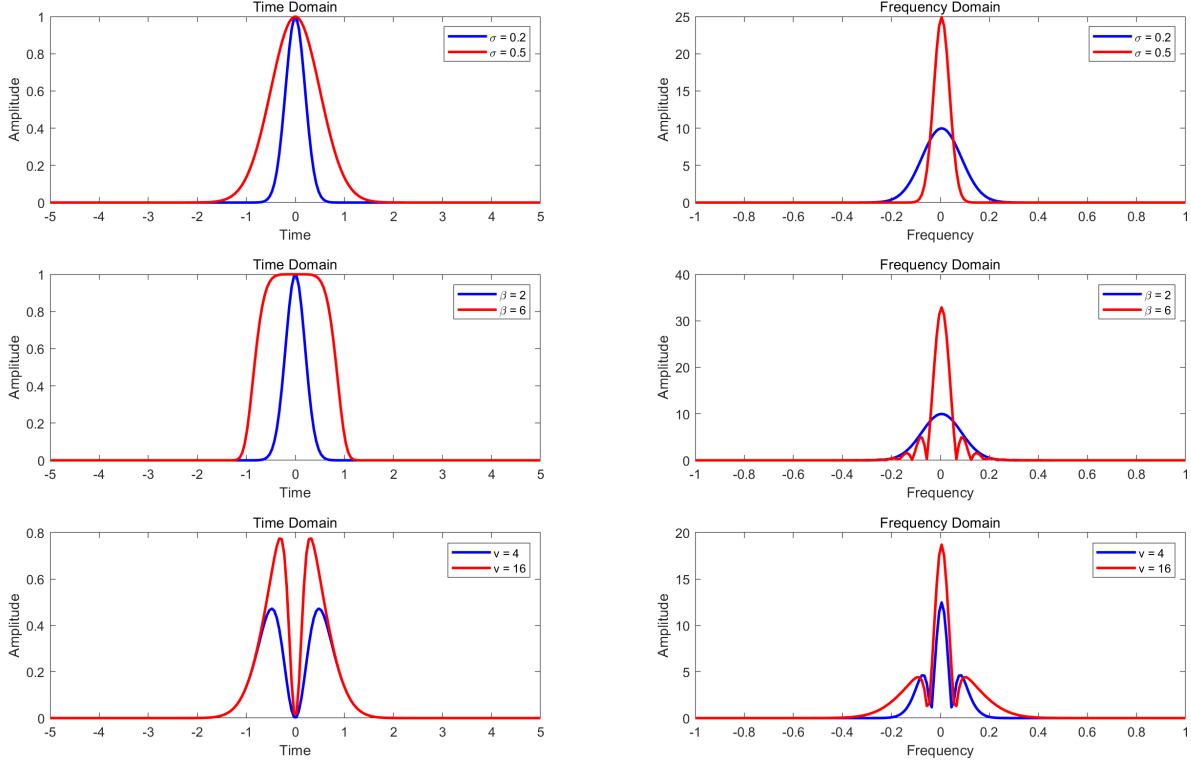 Time Domain
1
0.8
0.6
0.4
0.2
0
Amplitude
σ = 0.2
σ = 0.5
-5 -4 -3 -2 -1 0 1 2 3 4 5
Time
Frequency Domain
25
20
15
10
5
0
Amplitude
σ = 0.2
σ = 0.5
-1 -0.8 -0.6 -0.4 -0.2 0 0.2 0.4 0.6 0.8 1
Frequency
Time Domain
1
0.8
0.6
0.4
0.2
0
Amplitude
β = 2
β = 6
-5 -4 -3 -2 -1 0 1 2 3 4 5
Time
Frequency Domain
40
30
20
10
0
Amplitude
β = 2
β = 6
-1 -0.8 -0.6 -0.4 -0.2 0 0.2 0.4 0.6 0.8 1
Frequency
Time Domain
0.8
0.6
0.4
0.2
0
Amplitude
v = 4
v = 16
-5 -4 -3 -2 -1 0 1 2 3 4 5
Time
Frequency Domain
20
15
10
5
0
Amplitude
v = 4
v = 16
-1 -0.8 -0.6 -0.4 -0.2 0 0.2 0.4 0.6 0.8 1
Frequency